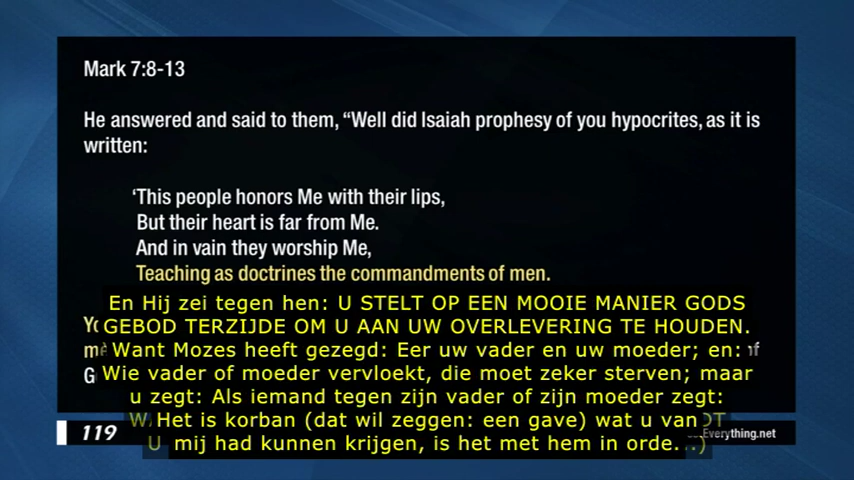 Mark 7:8-13
He answered and said to them, “Well did Isaiah prophesy of you hypocrites, as it is
written:
‘This people honors Me with their lips,
But their heart is far from Me.
And in vain they worship Me,
Teaching as doctrines the commandments of men.
En Hij zei tegen hen: U STELT OP EEN MOOIE MANIER GODS
GEBOD TERZIJDE OM U AAN UW OVERLEVERING TE HOUDEN.
Want Mozes heeft gezegd: Eer uw vader en uw moeder; en:
Wie vader of moeder vervloekt, die moet zeker sterven; maar
u zegt: Als iemand tegen zijn vader of zijn moeder zegt:
Het is korban (dat wil zeggen: een gave) wat u van
mij had kunnen krijgen, is het met hem in orde.
119
Everything.net